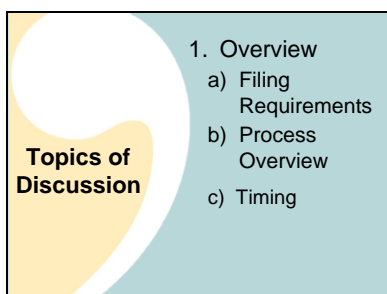 Topics of
Discussion
1. Overview
a) Filing
Requirements
b) Process
Overview
c) Timing